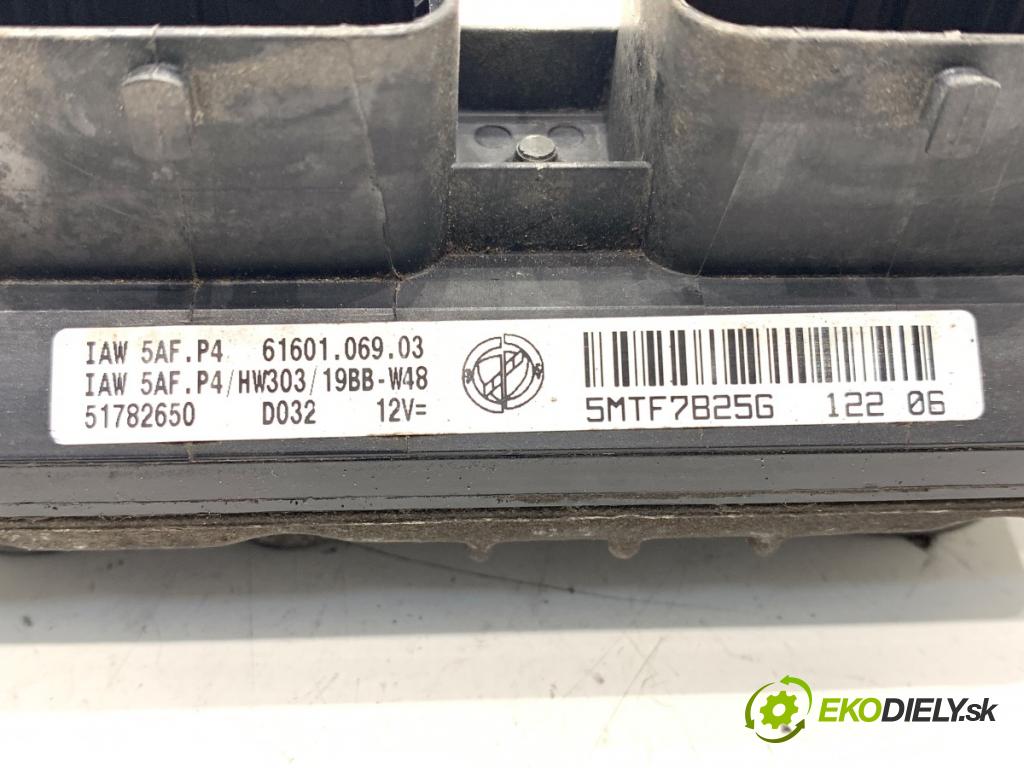 IAW 5AF.P4 61601.069.03
IAW 5AF.P4/HW303/19BB-W48
51782650 D032 12V=
5MTF7B25G 122 06
EKODIELY.sk